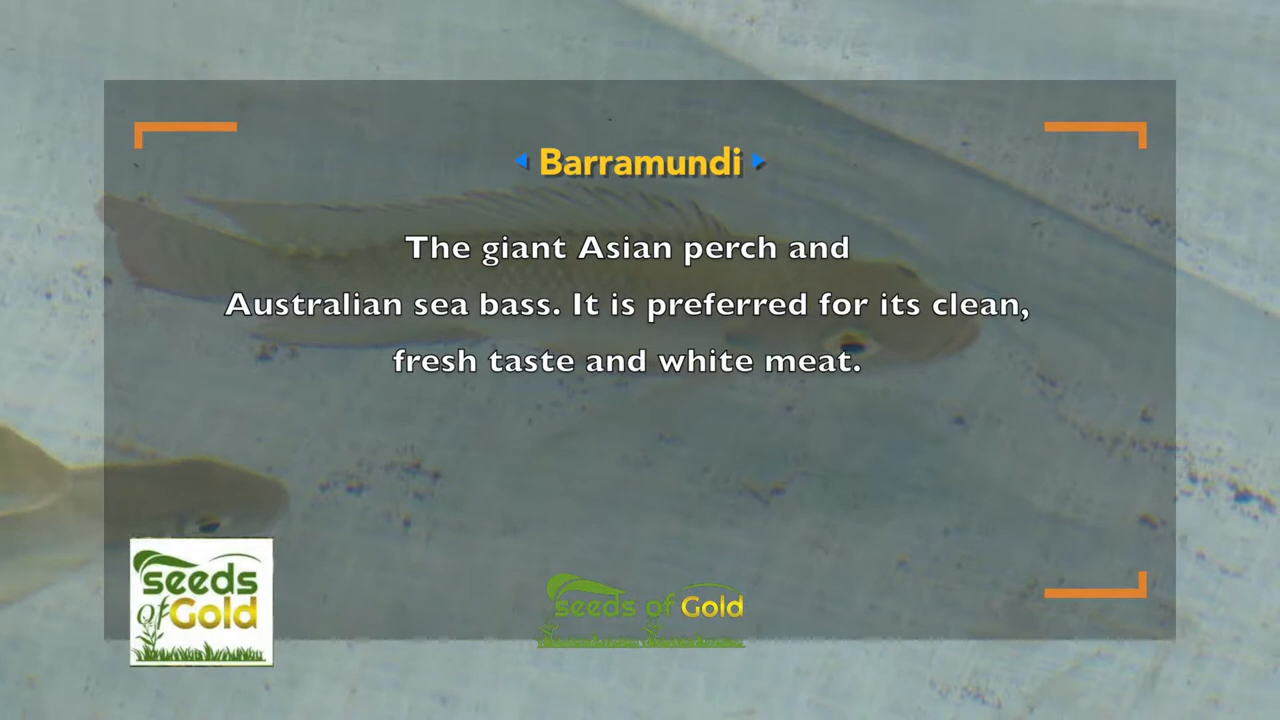 Barramundi
The giant Asian perch and
Australian sea bass. It is preferred for its clean,
fresh taste and white meat.
seeds
of Gold
seeds of Gold